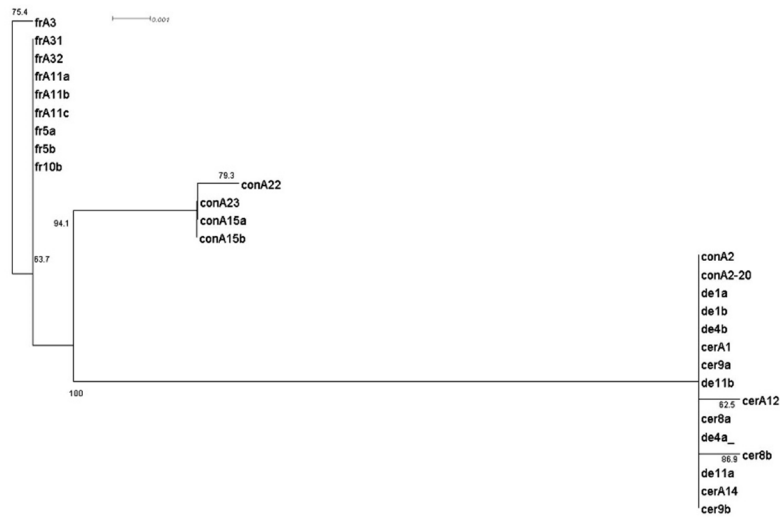 75.4
frA3
0.001
frA31
frA32
frA11a
frA11b
frA11c
fr5a
fr5b
fr10b
79.3
conA22
conA23
94.1
conA15a
conA15b
63.7
conA2
conA2-20
de1a
de1b
de4b
cerA1
cer9a
de11b
100
cerA12
62.5
cer8a
de4a_
cer8b
86.9
de11a
cerA14
cer9b